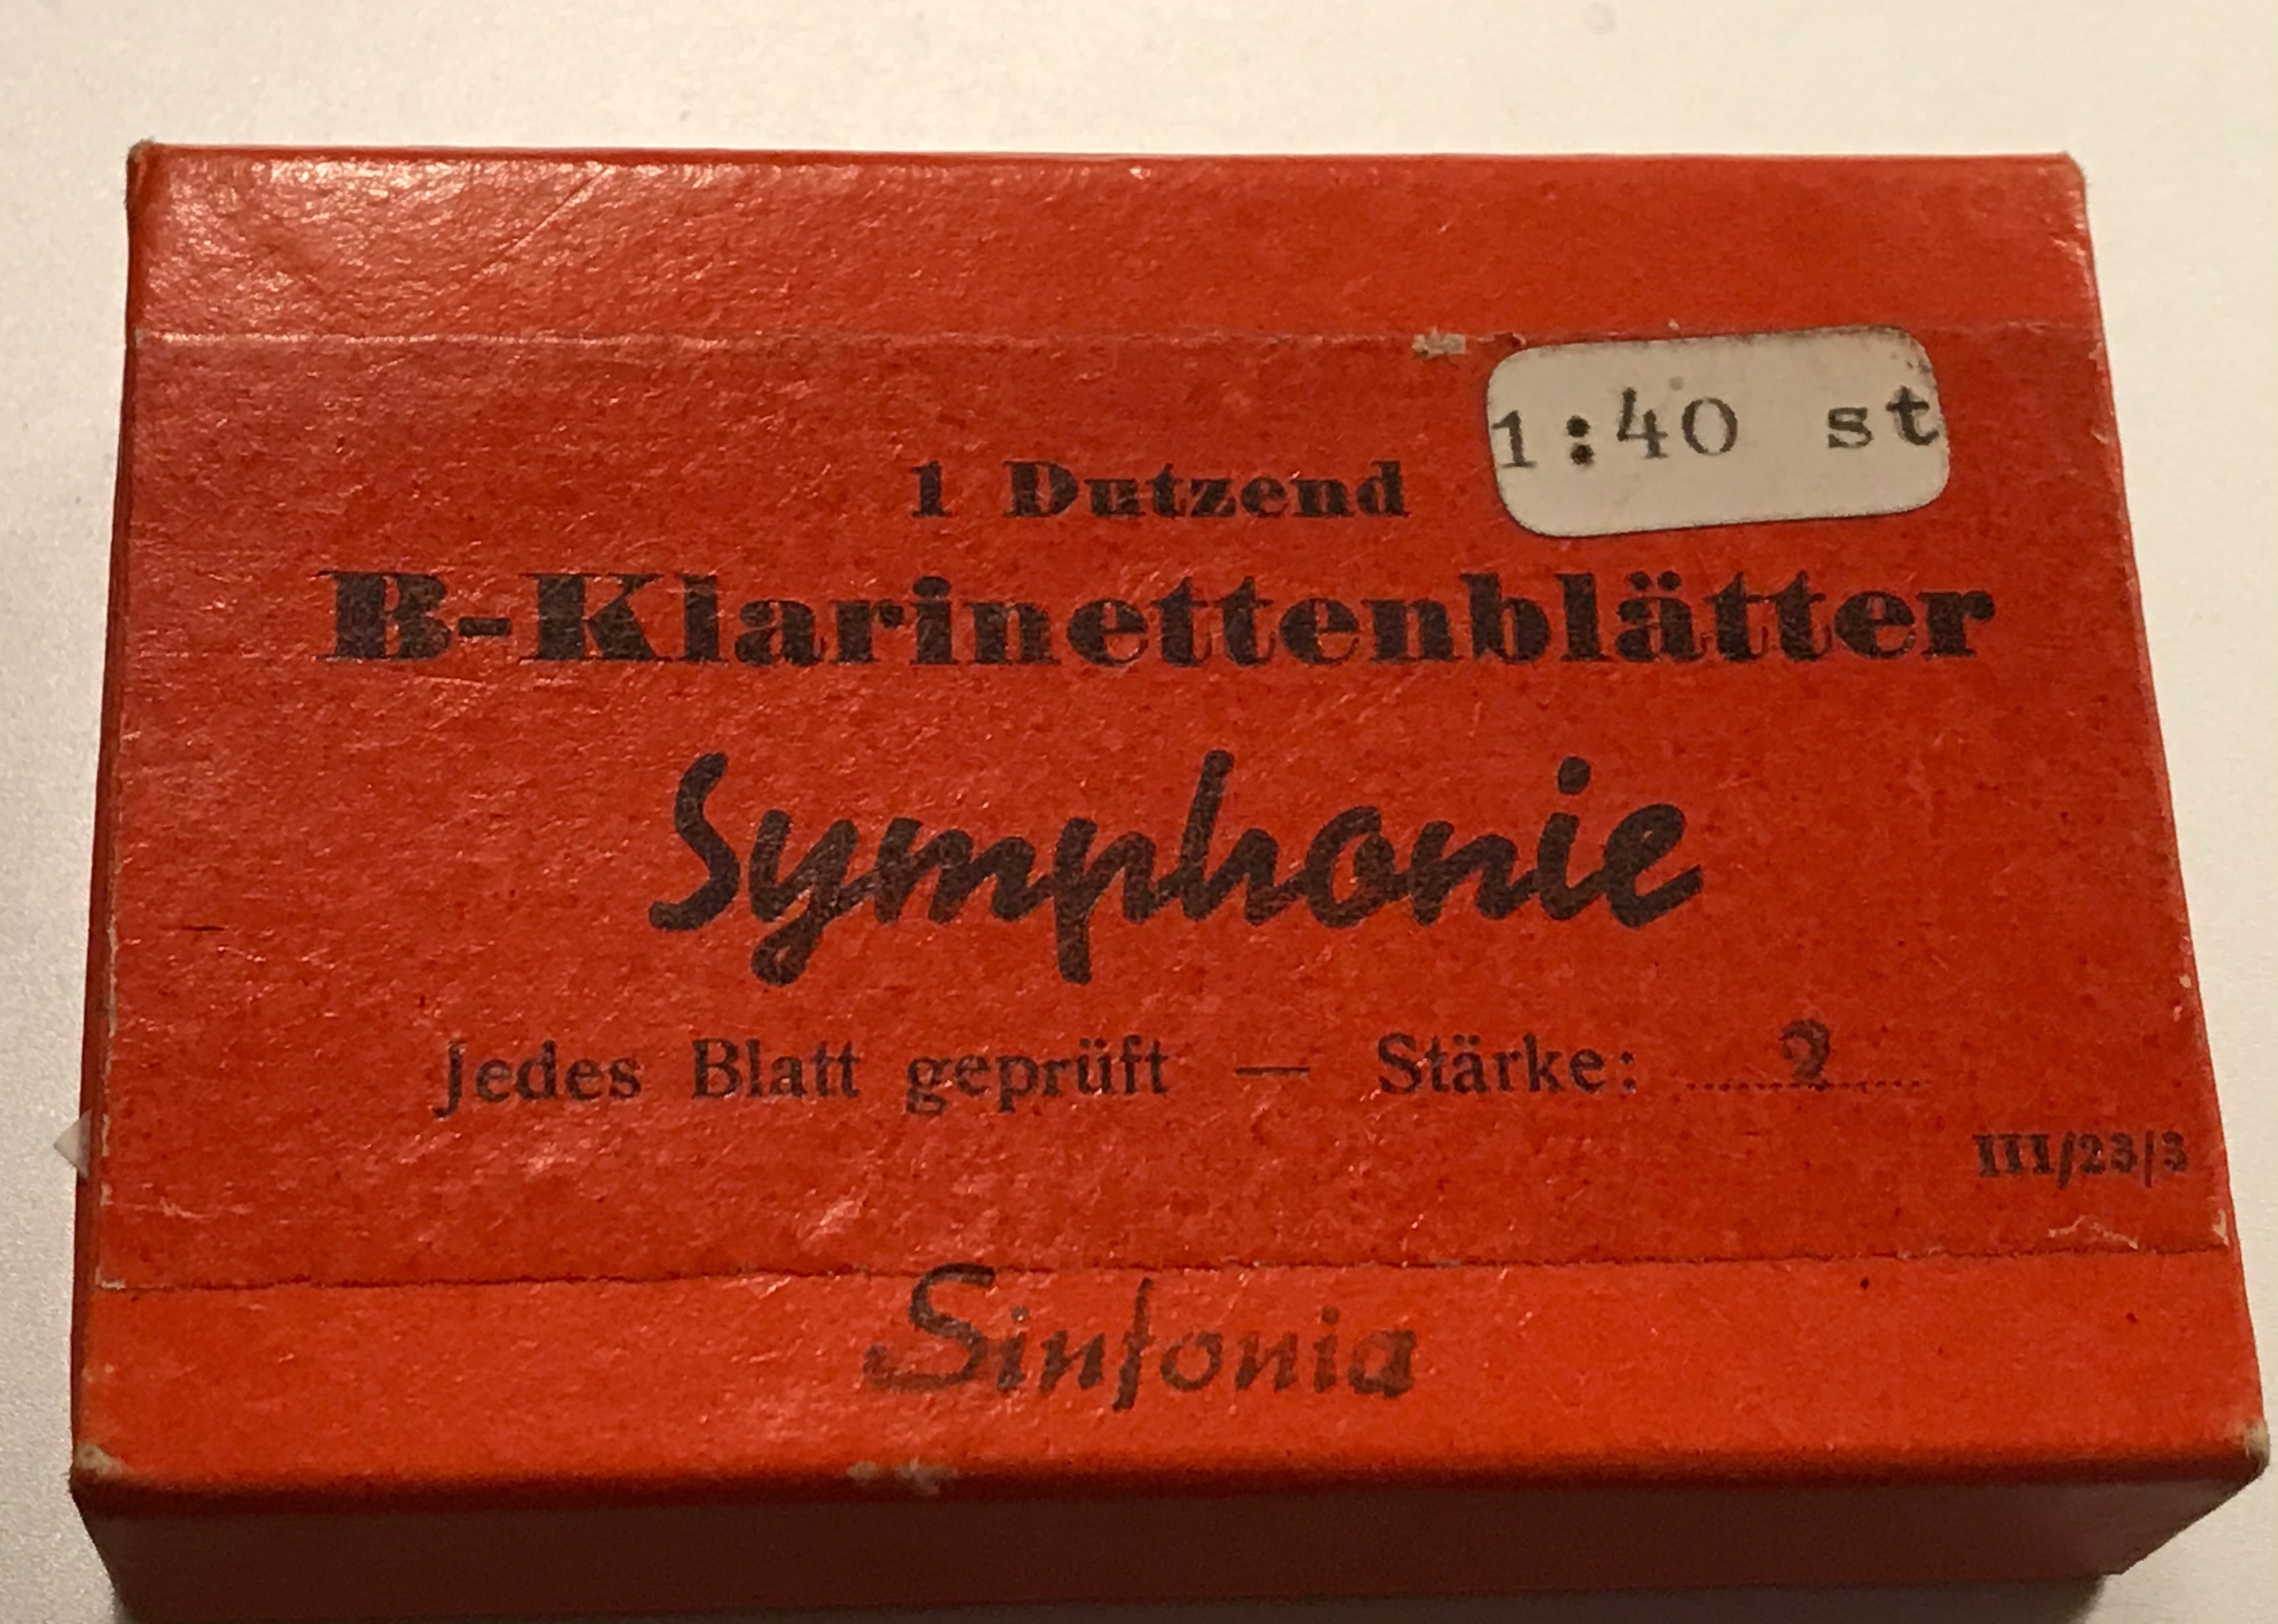 1:40 st
1 Dutzend
B-Klarinettenblätter
Symphonie
Jedes Blatt geprüft — Stärke: 2
III/23/3
Sinfonia